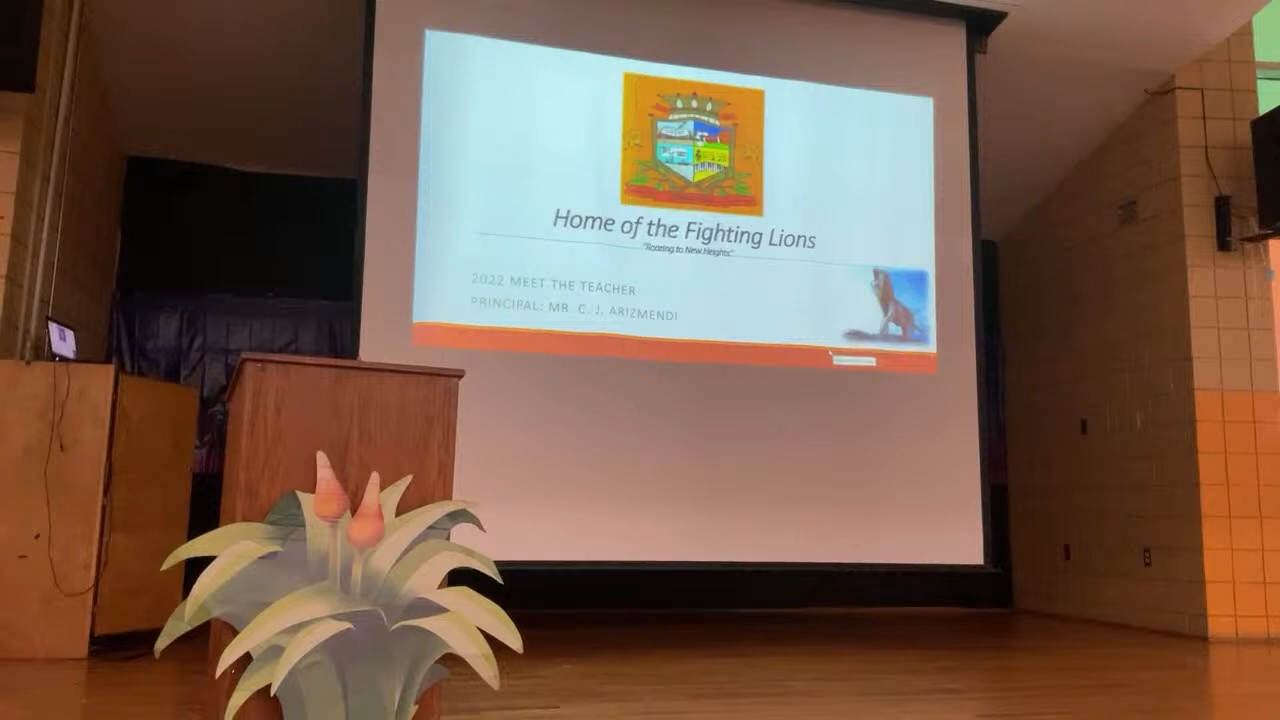 Home of the Fighting Lions
"Roaring to New Heights"
2022 MEET THE TEACHER
PRINCIPAL: MR. C. J. ARIZMENDI